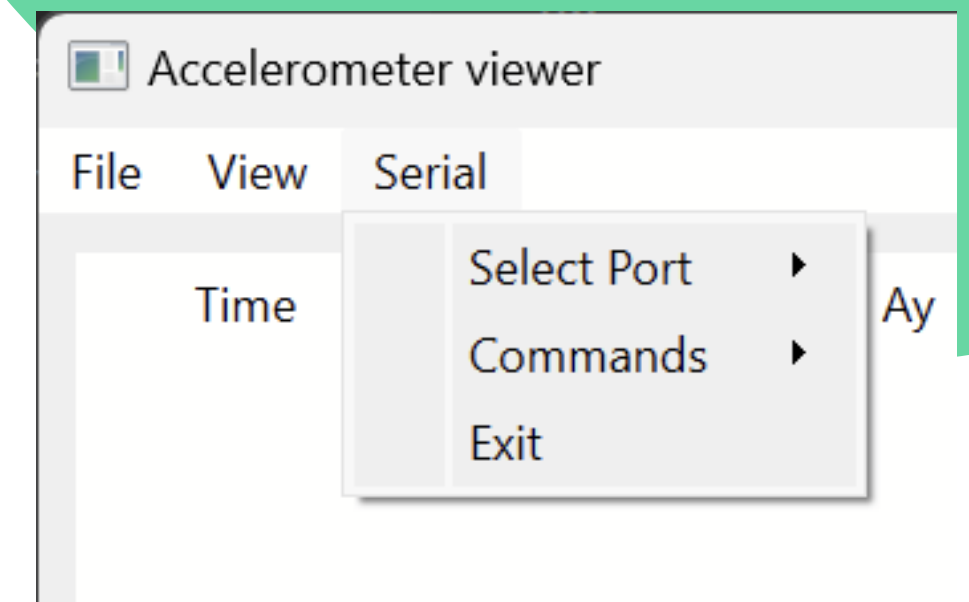 Accelerometer viewer
File View Serial
Select Port
Time Ay
Commands
Exit